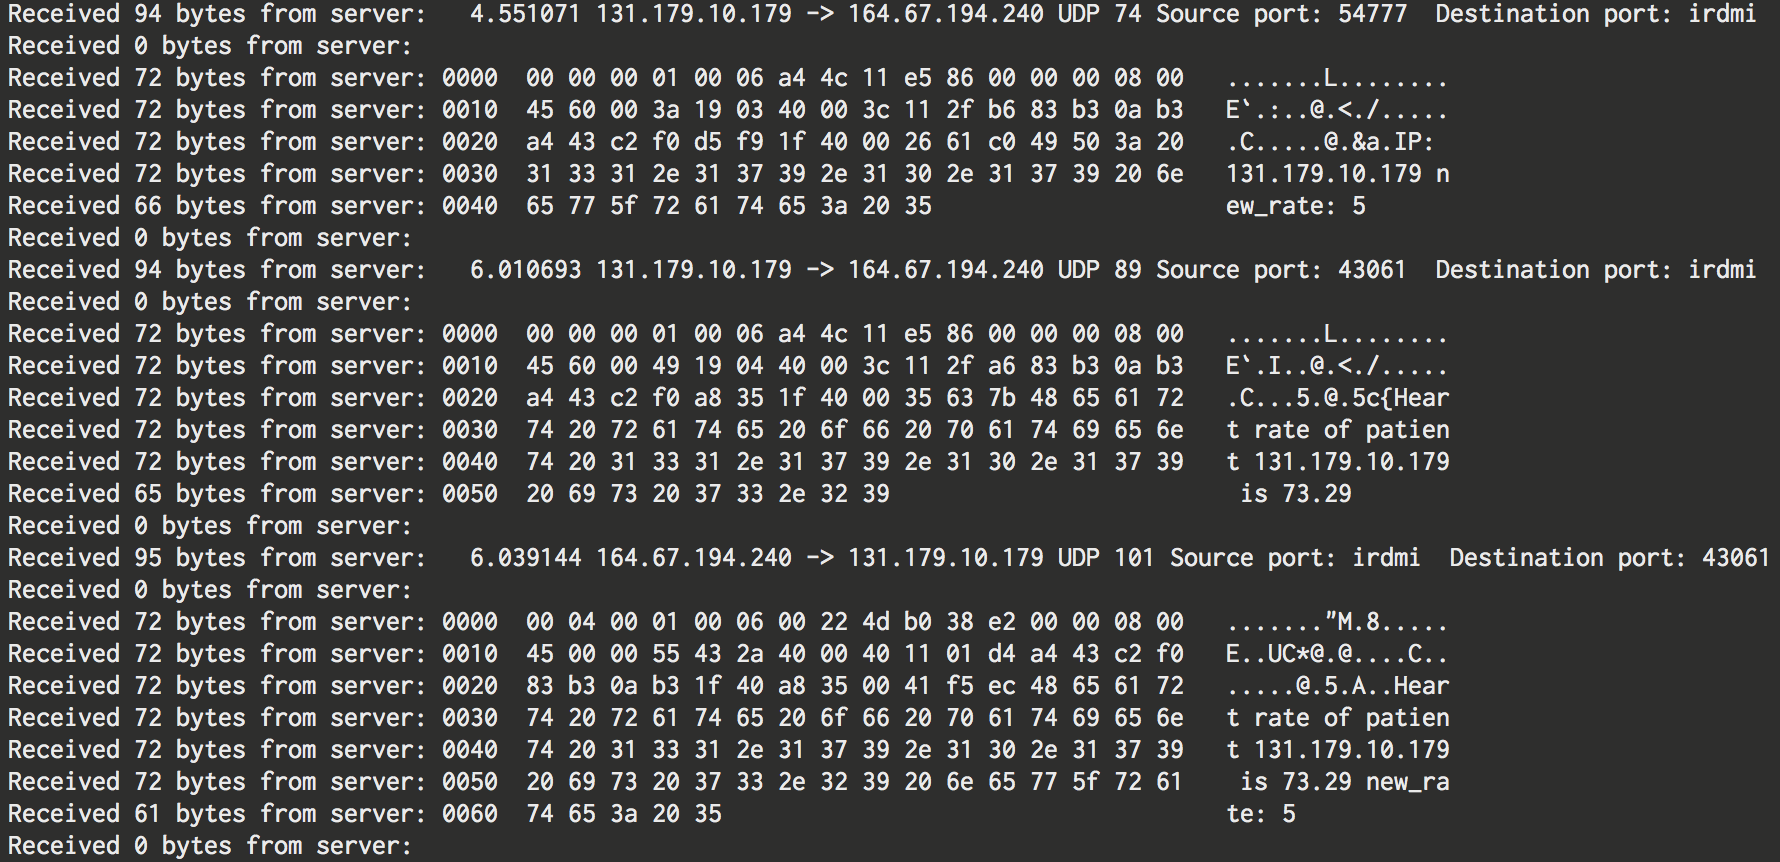 Received 94 bytes from server:   4.551071 131.179.10.179 -> 164.67.194.240 UDP 74 Source port: 54777  Destination port: irdmi
Received 0 bytes from server:
Received 72 bytes from server: 0000  00 00 00 01 00 06 a4 4c 11 e5 86 00 00 00 08 00   .......L........
Received 72 bytes from server: 0010  45 60 00 3a 19 03 40 00 3c 11 2f b6 83 b3 0a b3   E`.:..@.<./.....
Received 72 bytes from server: 0020  a4 43 c2 f0 d5 f9 1f 40 00 26 61 c0 49 50 3a 20   .C.....@.&a.IP:
Received 72 bytes from server: 0030  31 33 31 2e 31 37 39 2e 31 30 2e 31 37 39 20 6e   131.179.10.179 n
Received 66 bytes from server: 0040  65 77 5f 72 61 74 65 3a 20 35                     ew_rate: 5
Received 0 bytes from server:
Received 94 bytes from server:   6.010693 131.179.10.179 -> 164.67.194.240 UDP 89 Source port: 43061  Destination port: irdmi
Received 0 bytes from server:
Received 72 bytes from server: 0000  00 00 00 01 00 06 a4 4c 11 e5 86 00 00 00 08 00   .......L........
Received 72 bytes from server: 0010  45 60 00 49 19 04 40 00 3c 11 2f a6 83 b3 0a b3   E`.I..@.<./.....
Received 72 bytes from server: 0020  a4 43 c2 f0 a8 35 1f 40 00 35 63 7b 48 65 61 72   .C...5.@.5c{Hear
Received 72 bytes from server: 0030  74 20 72 61 74 65 20 6f 66 20 70 61 74 69 65 6e   t rate of patien
Received 72 bytes from server: 0040  74 20 31 33 31 2e 31 37 39 2e 31 30 2e 31 37 39   t 131.179.10.179
Received 65 bytes from server: 0050  20 69 73 20 37 33 2e 32 39                         is 73.29
Received 0 bytes from server:
Received 95 bytes from server:   6.039144 164.67.194.240 -> 131.179.10.179 UDP 101 Source port: irdmi  Destination port: 43061
Received 0 bytes from server:
Received 72 bytes from server: 0000  00 04 00 01 00 06 00 22 4d b0 38 e2 00 00 08 00   ......."M.8.....
Received 72 bytes from server: 0010  45 00 00 55 43 2a 40 00 40 11 01 d4 a4 43 c2 f0   E..UC*@.@....C..
Received 72 bytes from server: 0020  83 b3 0a b3 1f 40 a8 35 00 41 f5 ec 48 65 61 72   .....@.5.A..Hear
Received 72 bytes from server: 0030  74 20 72 61 74 65 20 6f 66 20 70 61 74 69 65 6e   t rate of patien
Received 72 bytes from server: 0040  74 20 31 33 31 2e 31 37 39 2e 31 30 2e 31 37 39   t 131.179.10.179
Received 72 bytes from server: 0050  20 69 73 20 37 33 2e 32 39 20 6e 65 77 5f 72 61    is 73.29 new_ra
Received 61 bytes from server: 0060  74 65 3a 20 35                                    te: 5
Received 0 bytes from server: